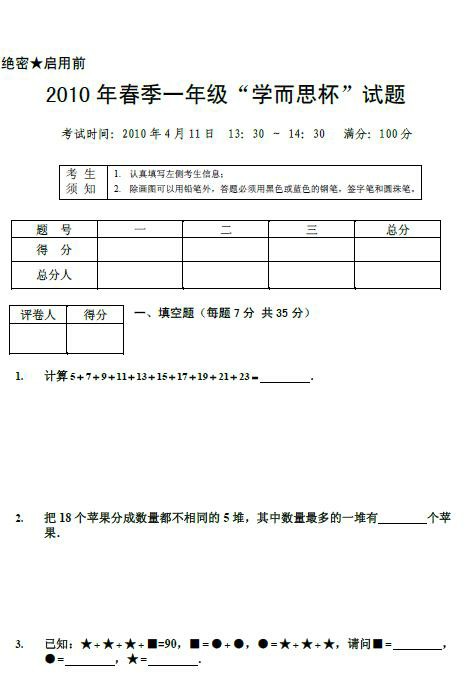 绝密★启用前
2010 年春季一年级“学而思杯”试题
考试时间：2010 年 4 月 11 日 13：30 ~ 14：30 满分：100 分
考 生
须 知
1. 认真填写左侧考生信息；
2. 除画图可以用铅笔外，答题必须用黑色或蓝色的钢笔，签字笔和圆珠笔。
题 号 一 二 三 总分
得 分
总分人
评卷人 得分
一、填空题（每题 7 分 共 35 分）
1. 计算 5+7+9+11+13+15+17+19+21+23=________.
2. 把 18 个苹果分成数量都不相同的 5 堆，其中数量最多的一堆有________个苹
果.
3. 已知：★+★+★+■=90，■=●+●，●=★+★+★，请问■=________，
●=________，★=________.